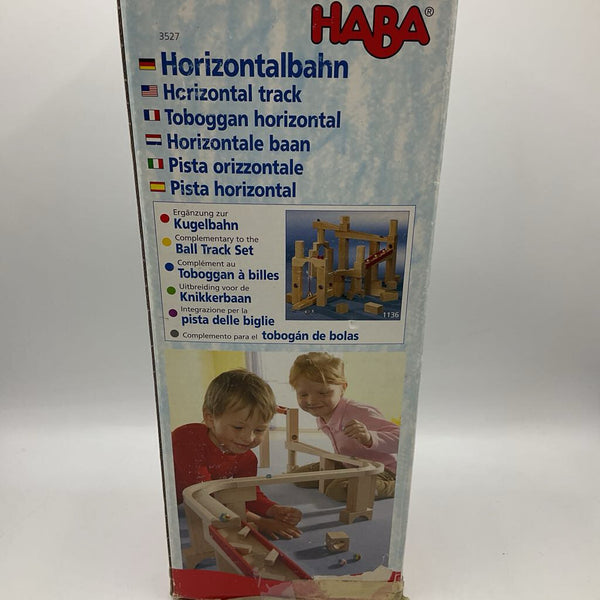 HABA®
3527
Horizontalbahn
Horizontal track
Toboggan horizontal
Horizontale baan
Pista orizzontale
Pista horizontal
Ergänzung zur
Kugelbahn
Complementary to the
Ball Track Set
Complément au
Toboggan à billes
Uitbreiding voor de
Knikkerbaan
Integrazione per la
pista delle biglie
Complemento para el tobogán de bolas
1136